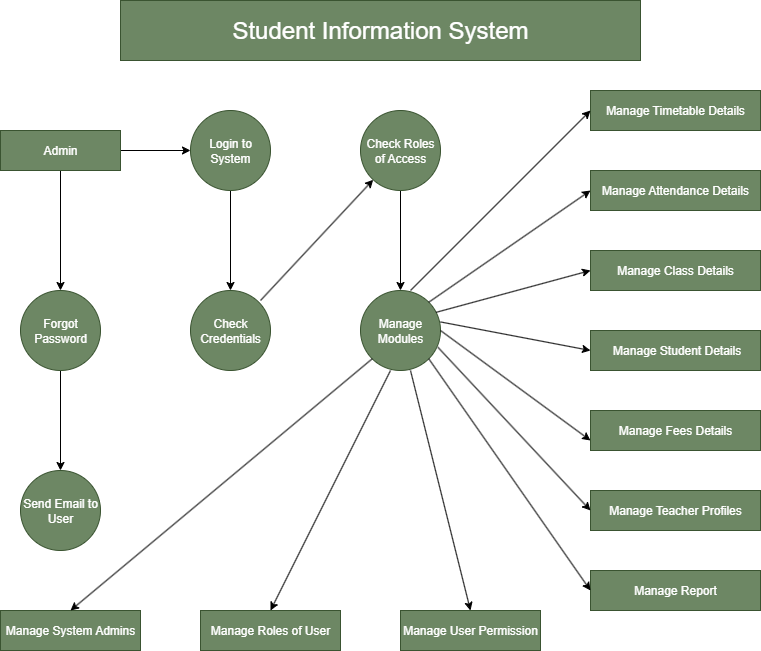 Student Information System
Admin
Login to
System
Check Roles
of Access
Manage Timetable Details
Manage Attendance Details
Manage Class Details
Forgot
Password
Check
Credentials
Manage
Modules
Manage Student Details
Manage Fees Details
Send Email to
User
Manage Teacher Profiles
Manage Report
Manage System Admins
Manage Roles of User
Manage User Permission